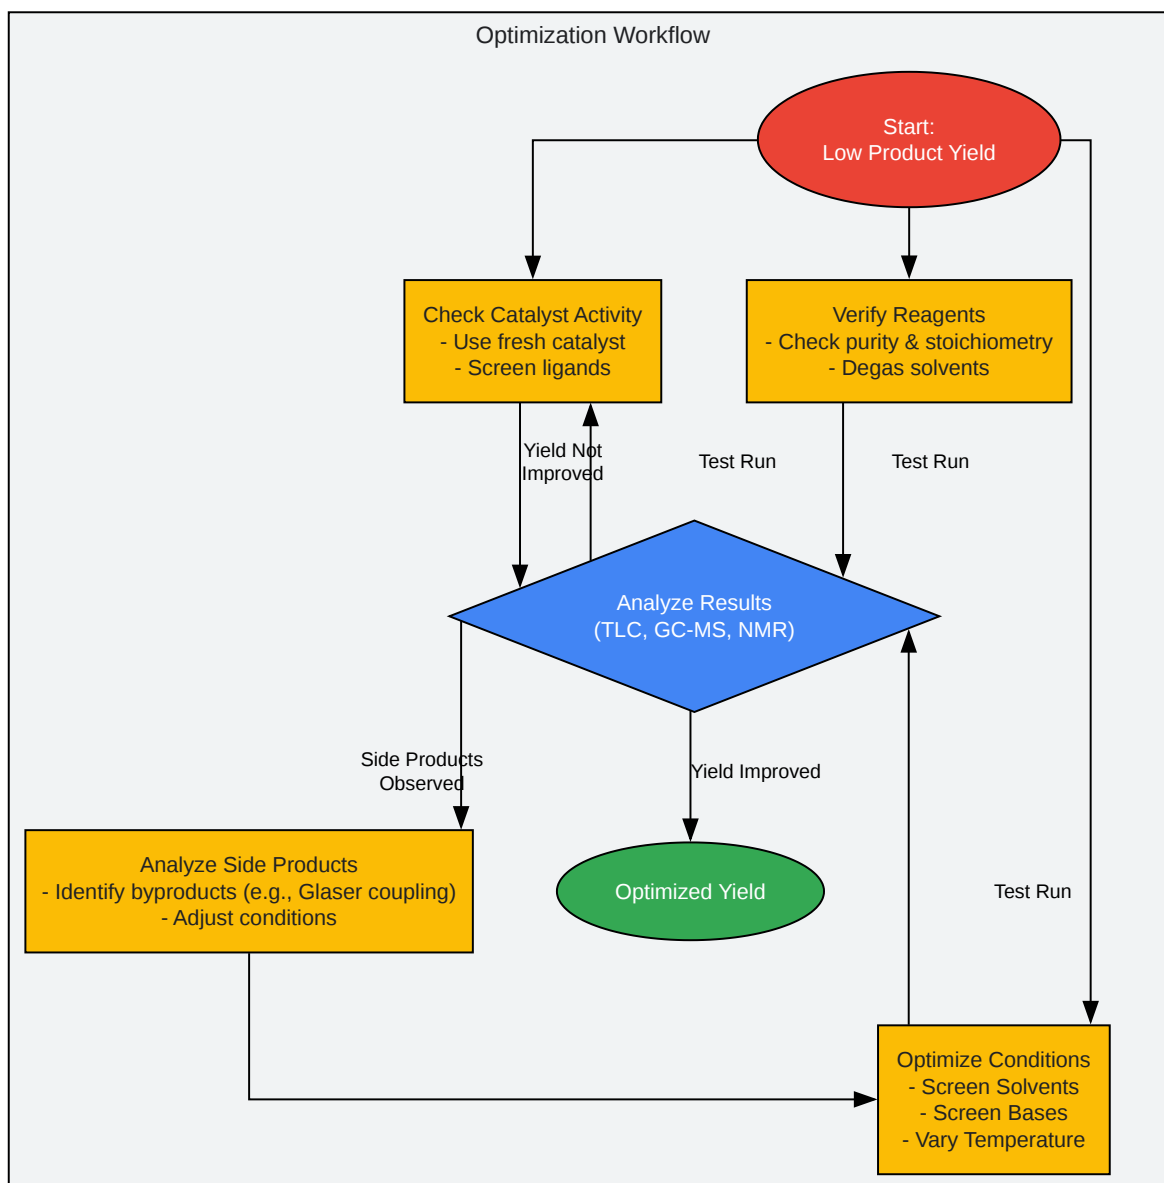 Optimization Workflow
Start:
Low Product Yield
Check Catalyst Activity
- Use fresh catalyst
- Screen ligands
Verify Reagents
- Check purity & stoichiometry
- Degas solvents
Yield Not
Improved
Test Run
Test Run
Analyze Results
(TLC, GC-MS, NMR)
Side Products
Observed
Yield Improved
Analyze Side Products
- Identify byproducts (e.g., Glaser coupling)
- Adjust conditions
Optimized Yield
Test Run
Optimize Conditions
- Screen Solvents
- Screen Bases
- Vary Temperature